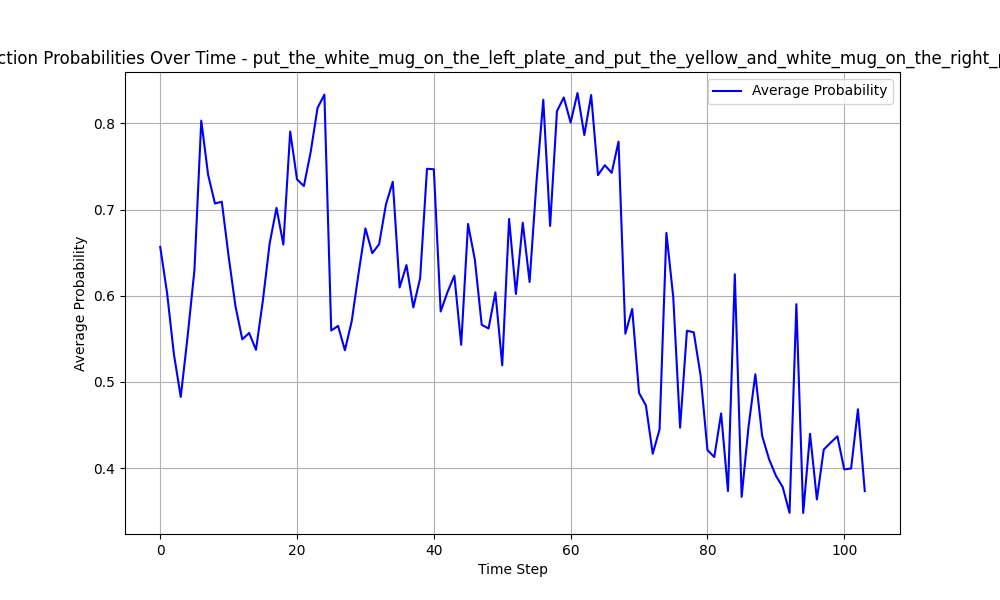 ction Probabilities Over Time - put_the_white_mug_on_the_left_plate_and_put_the_yellow_and_white_mug_on_the_right_p
Average Probability
0.8
0.7
0.6
0.5
0.4
Average Probability
0
20
40
60
80
100
Time Step